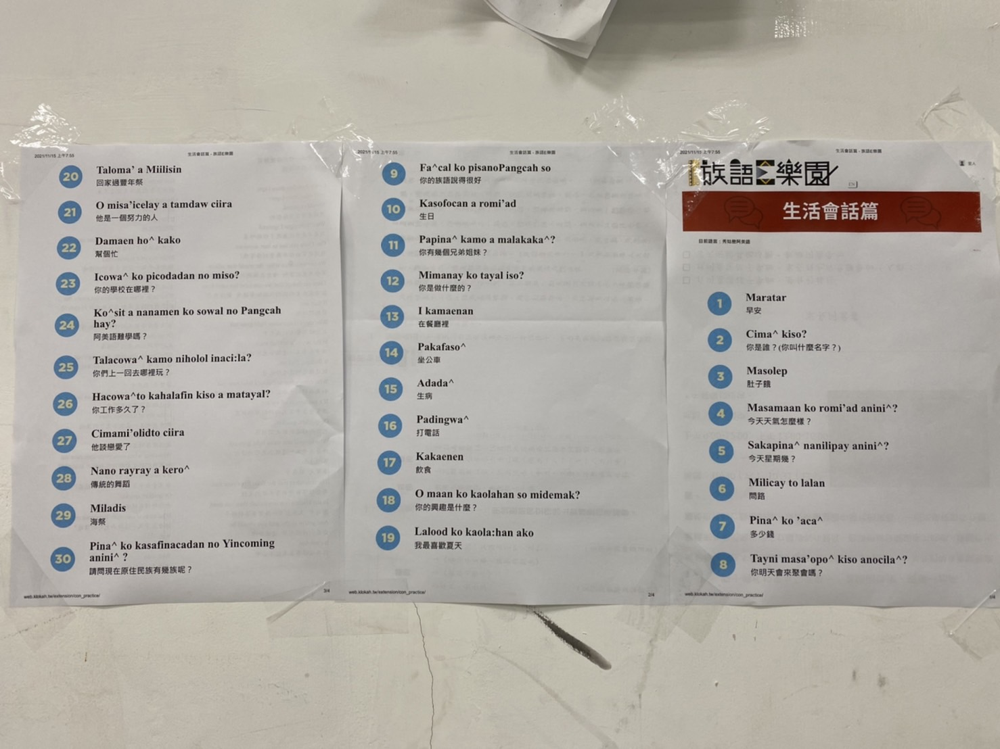 2021/11/15 上午7:55
生活會話篇 - 族語E樂園
20
Taloma’ a Miilisin
回家過豐年祭
21
O misa’icelay a tamdaw ciira
他是一個努力的人
22
Damaen ho^ kako
幫個忙
23
Icowa^ ko picodadan no miso?
你的學校在哪裡？
24
Ko^sit a nanamen ko sowal no Pangcah
hay?
阿美語難學嗎？
25
Talacowa^ kamo niholol inaci:la?
你們上一回去哪裡玩？
26
Hacowa^to kahalafin kiso a matayal?
你工作多久了？
27
Cimami’olidto ciira
他談戀愛了
28
Nano rayray a kero^
傳統的舞蹈
29
Miladis
海祭
30
Pina^ ko kasafinacadan no Yincoming
anini^ ?
請問現在原住民族有幾族呢？
web.klokah.tw/extension/con_practice/
3/4
2021/11/15 上午7:55
生活會話篇 - 族語E樂園
9
Fa^cal ko pisanoPangcah so
你的族語說得很好
10
Kasofocan a romi’ad
生日
11
Papina^ kamo a malakaka^?
你有幾個兄弟姐妹？
12
Mimanay ko tayal iso?
你是做什麼的？
13
I kamaenan
在餐廳裡
14
Pakafaso^
坐公車
15
Adada^
生病
16
Padingwa^
打電話
17
Kakaenen
飲食
18
O maan ko kaolahan so midemak?
你的興趣是什麼？
19
Lalood ko kaola:han ako
我最喜歡夏天
web.klokah.tw/extension/con_practice/
2/4
2021/11/15 上午7:55
生活會話篇 - 族語E樂園
族語E樂園
登入
生活會話篇
目前語言：秀姑巒阿美語
1
Maratar
早安
2
Cima^ kiso?
你是誰？(你叫什麼名字？)
3
Masolep
肚子餓
4
Masamaan ko romi’ad anini^?
今天天氣怎麼樣？
5
Sakapina^ nanilipay anini^?
今天星期幾？
6
Milicay to lalan
問路
7
Pina^ ko ’aca^
多少錢
8
Tayni masa’opo^ kiso anocila^?
你明天會來聚會嗎？
web.klokah.tw/extension/con_practice/